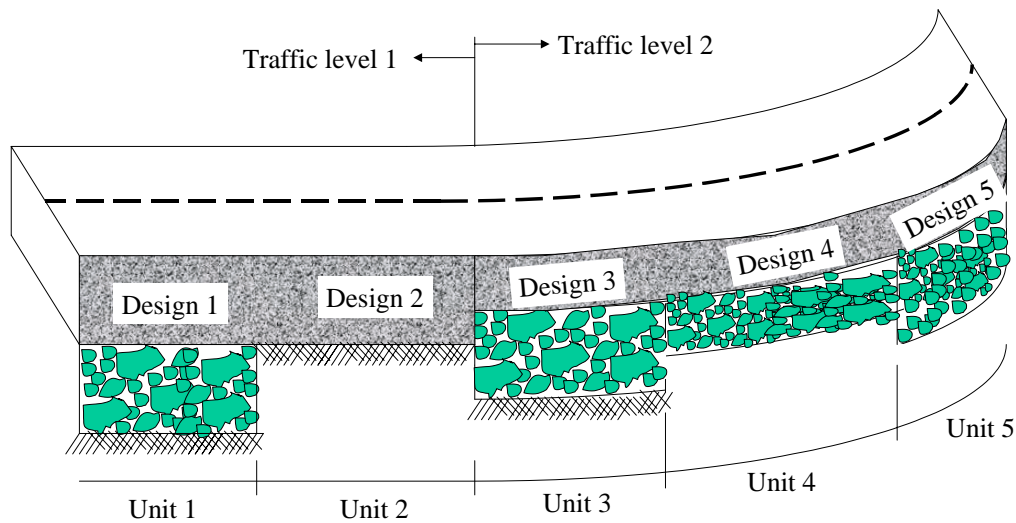 Traffic level 1
Traffic level 2
Design 1
Design 2
Design 3
Design 4
Design 5
Unit 1
Unit 2
Unit 3
Unit 4
Unit 5